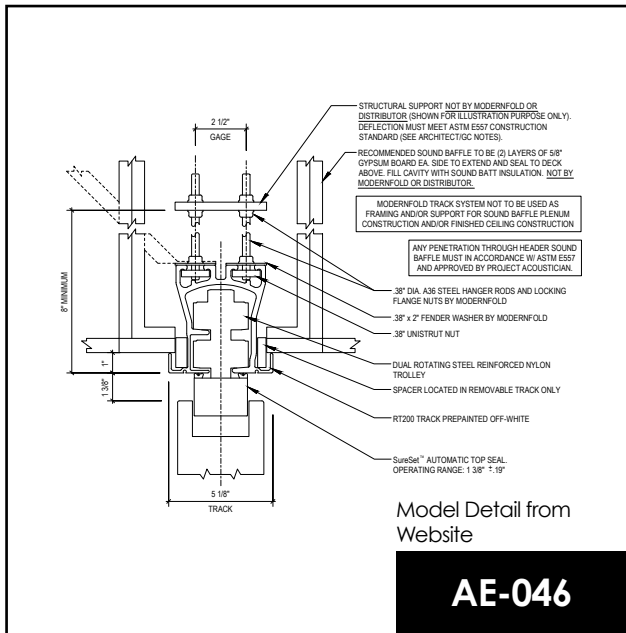 2 1/2"
GAGE
8" MINIMUM
1"
1 3/8"
5 1/8"
TRACK
STRUCTURAL SUPPORT NOT BY MODERNFOLD OR
DISTRIBUTOR (SHOWN FOR ILLUSTRATION PURPOSE ONLY).
DEFLECTION MUST MEET ASTM E557 CONSTRUCTION
STANDARD (SEE ARCHITECT/GC NOTES).
RECOMMENDED SOUND BAFFLE TO BE (2) LAYERS OF 5/8"
GYPSUM BOARD EA. SIDE TO EXTEND AND SEAL TO DECK
ABOVE. FILL CAVITY WITH SOUND BATT INSULATION. NOT BY
MODERNFOLD OR DISTRIBUTOR.
MODERNFOLD TRACK SYSTEM NOT TO BE USED AS
FRAMING AND/OR SUPPORT FOR SOUND BAFFLE PLENUM
CONSTRUCTION AND/OR FINISHED CEILING CONSTRUCTION
ANY PENETRATION THROUGH HEADER SOUND
BAFFLE MUST IN ACCORDANCE W/ ASTM E557
AND APPROVED BY PROJECT ACOUSTICIAN.
.38" DIA. A36 STEEL HANGER RODS AND LOCKING
FLANGE NUTS BY MODERNFOLD
.38" x 2" FENDER WASHER BY MODERNFOLD
.38" UNISTRUT NUT
DUAL ROTATING STEEL REINFORCED NYLON
TROLLEY
SPACER LOCATED IN REMOVABLE TRACK ONLY
RT200 TRACK PREPAINTED OFF-WHITE
SureSet™ AUTOMATIC TOP SEAL.
OPERATING RANGE: 1 3/8" ±.19"
Model Detail from
Website
AE-046